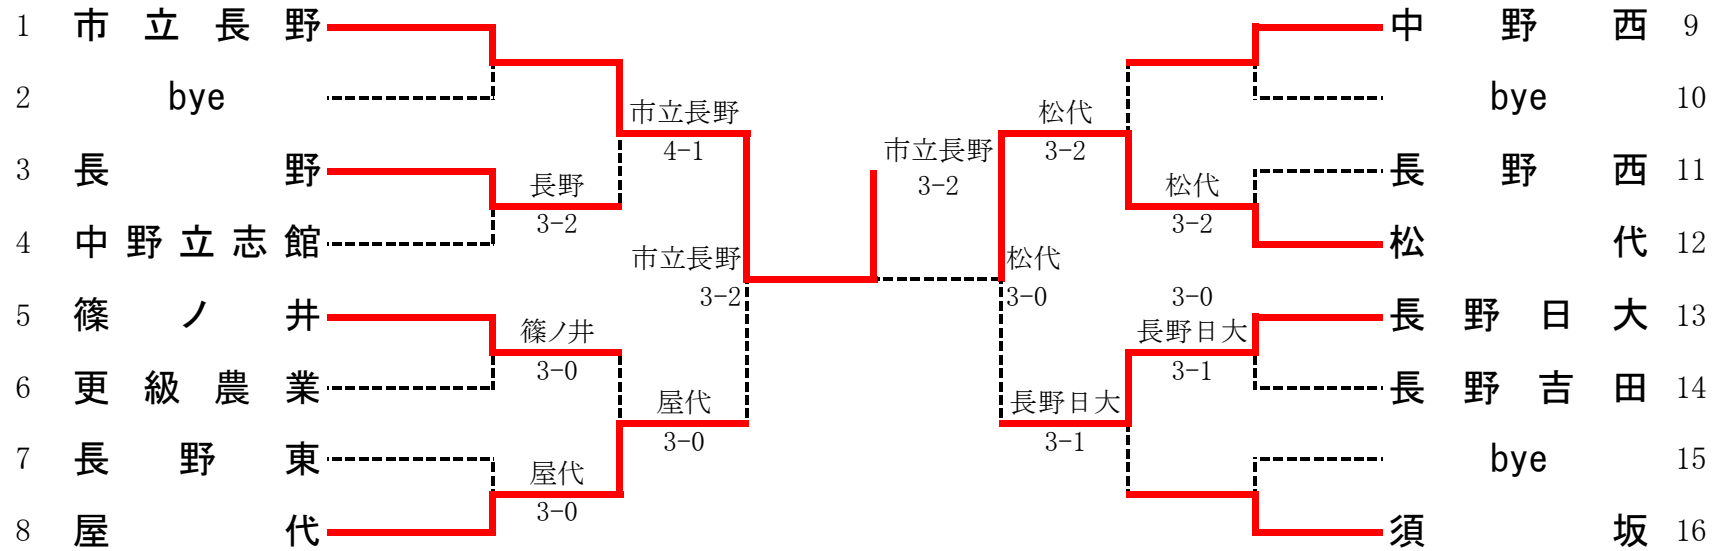 1 市立長野
2 bye
3 長野
4 中野立志館
5 篠ノ井
6 更級農業
7 長野東
8 屋代
長野
3-2
篠ノ井
3-0
屋代
3-0
市立長野
4-1
屋代
3-0
市立長野
3-2
市立長野
3-2
松代
3-0
松代
3-2
長野日大
3-1
松代
3-2
3-0
長野日大
3-1
中野西 9
bye 10
長野西 11
松代 12
長野日大 13
長野吉田 14
bye 15
須坂 16